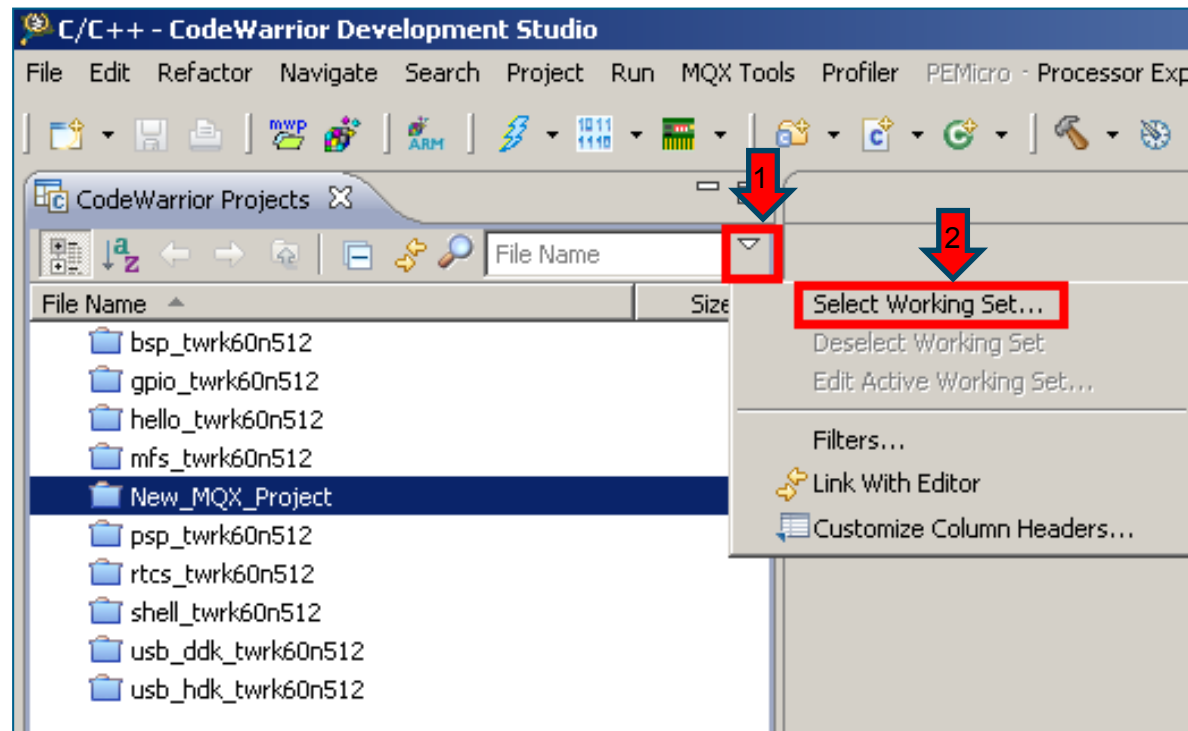 C/C++ - CodeWarrior Development Studio
File Edit Refactor Navigate Search Project Run MQX Tools Profiler PEMicro - Processor Exp
mwp ARM 1011 1110 c c C
1
CodeWarrior Projects
2
a z File Name
File Name Size
Select Working Set...
bsp_twrk60n512
Deselect Working Set
gpio_twrk60n512
Edit Active Working Set...
hello_twrk60n512
Filters...
mfs_twrk60n512
Link With Editor
New_MQX_Project
Customize Column Headers...
psp_twrk60n512
rtcs_twrk60n512
shell_twrk60n512
usb_ddk_twrk60n512
usb_hdk_twrk60n512